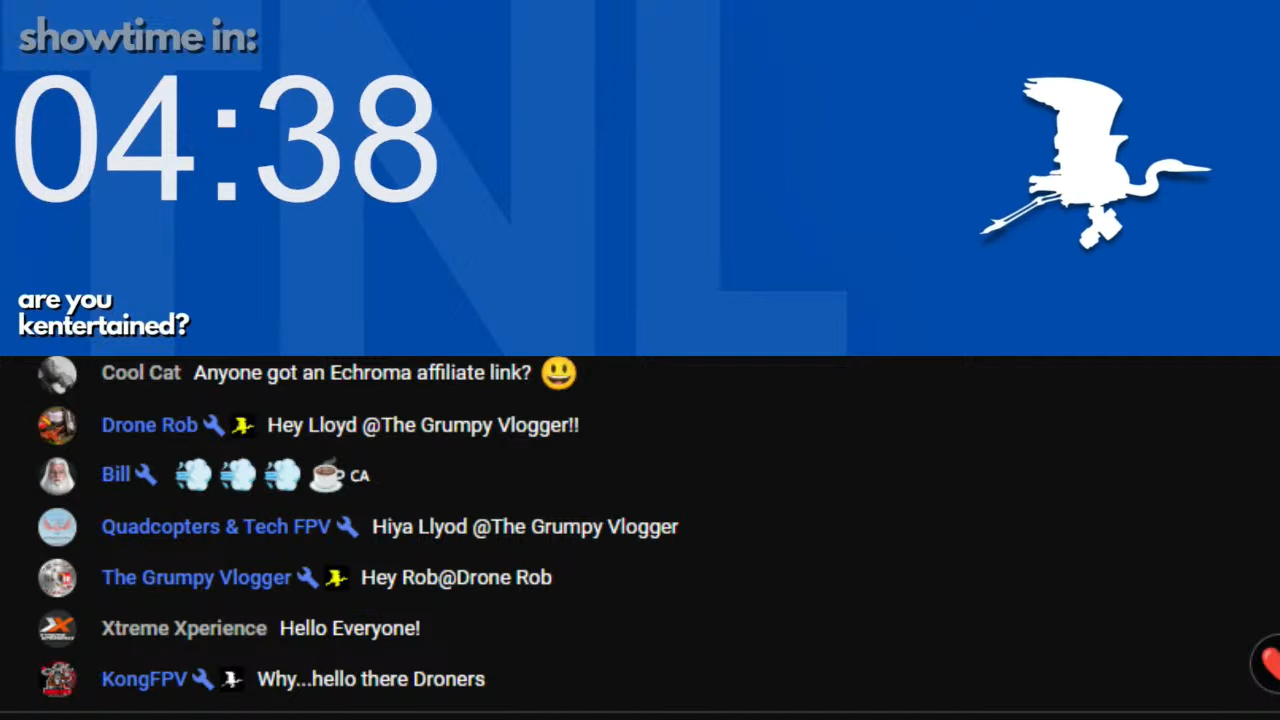 showtime in:
04:38
TNL
are you
kentertained?
Cool Cat Anyone got an Echroma affiliate link? 😃
Drone Rob Hey Lloyd @The Grumpy Vlogger!!
Bill 💨 💨 💨 ☕ CA
Quadcopters & Tech FPV Hiya Llyod @The Grumpy Vlogger
The Grumpy Vlogger Hey Rob@Drone Rob
Xtreme Xperience Hello Everyone!
KongFPV Why...hello there Droners